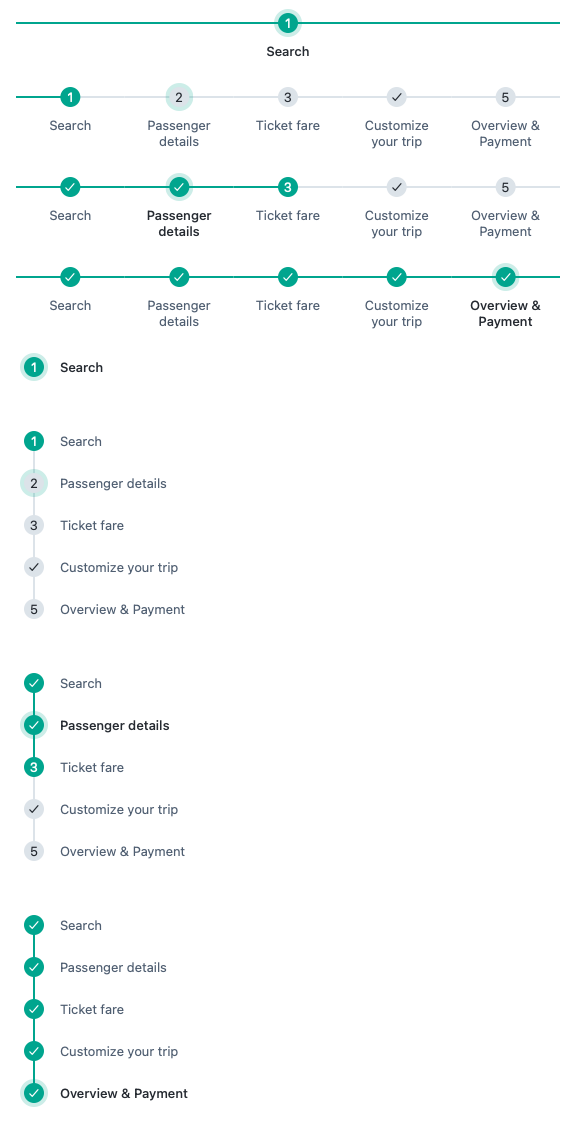 1
Search
1 2 3 5
Search Passenger Ticket fare Customize Overview &
details your trip Payment
3 5
Search Passenger Ticket fare Customize Overview &
details your trip Payment
Search Passenger Ticket fare Customize Overview &
details your trip Payment
1 Search
1 Search
2 Passenger details
3 Ticket fare
Customize your trip
5 Overview & Payment
Search
Passenger details
3 Ticket fare
Customize your trip
5 Overview & Payment
Search
Passenger details
Ticket fare
Customize your trip
Overview & Payment